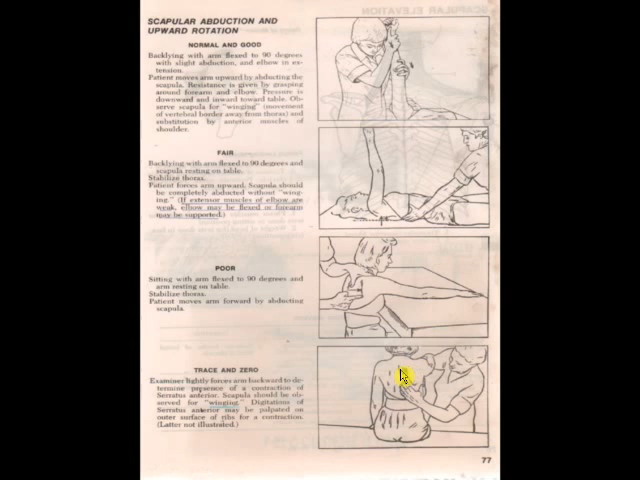 SCAPULAR ABDUCTION AND
UPWARD ROTATION
NORMAL AND GOOD
Backlying with arm flexed to 90 degrees
with slight abduction, and elbow in ex-
tension.
Patient moves arm upward by abducting the
scapula. Resistance is given by grasping
around forearm and elbow. Pressure is
downward and inward toward table. Ob-
serve scapula for "winging" (movement
of vertebral border away from thorax) and
substitution by anterior muscles of
shoulder.
FAIR
Backlying with arm flexed to 90 degrees and
scapula resting on table.
Stabilize thorax.
Patient forces arm upward. Scapula should
be completely abducted without "wing-
ing." (If extensor muscles of elbow are
weak, elbow may be flexed or forearm
may be supported.)
POOR
Sitting with arm flexed to 90 degrees and
arm resting on table.
Stabilize thorax.
Patient moves arm forward by abducting
scapula.
TRACE AND ZERO
Examiner lightly forces arm backward to de-
termine presence of a contraction of
Serratus anterior. Scapula should be ob-
served for "winging." Digitations of
Serratus anterior may be palpated on
outer surface of ribs for a contraction.
(Latter not illustrated.)
77